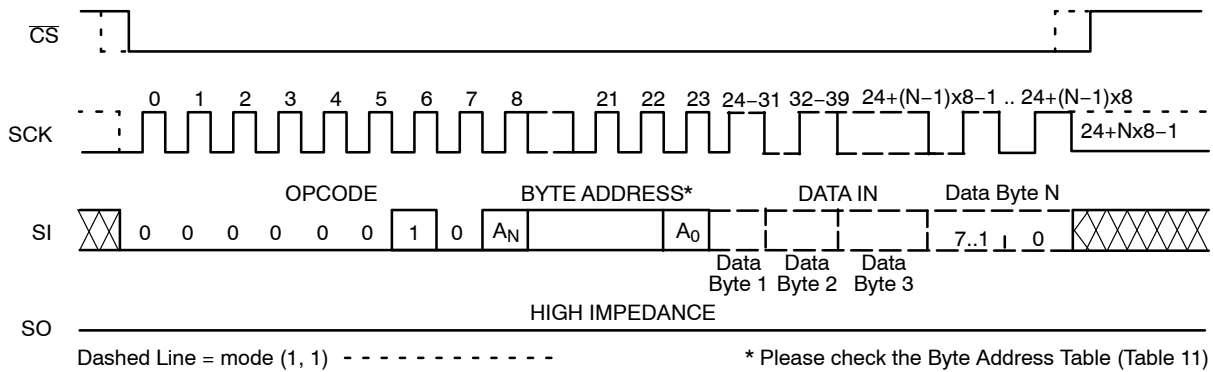 CS
0 1 2 3 4 5 6 7 8 21 22 23 24–31 32–39 24+(N–1)x8–1 .. 24+(N–1)x8
SCK
24+Nx8–1
OPCODE BYTE ADDRESS* DATA IN Data Byte N
SI 0 0 0 0 0 0 1 0 AN A0 7..1 0
Data Byte 1 Data Byte 2 Data Byte 3
HIGH IMPEDANCE
SO
Dashed Line = mode (1, 1) * Please check the Byte Address Table (Table 11)